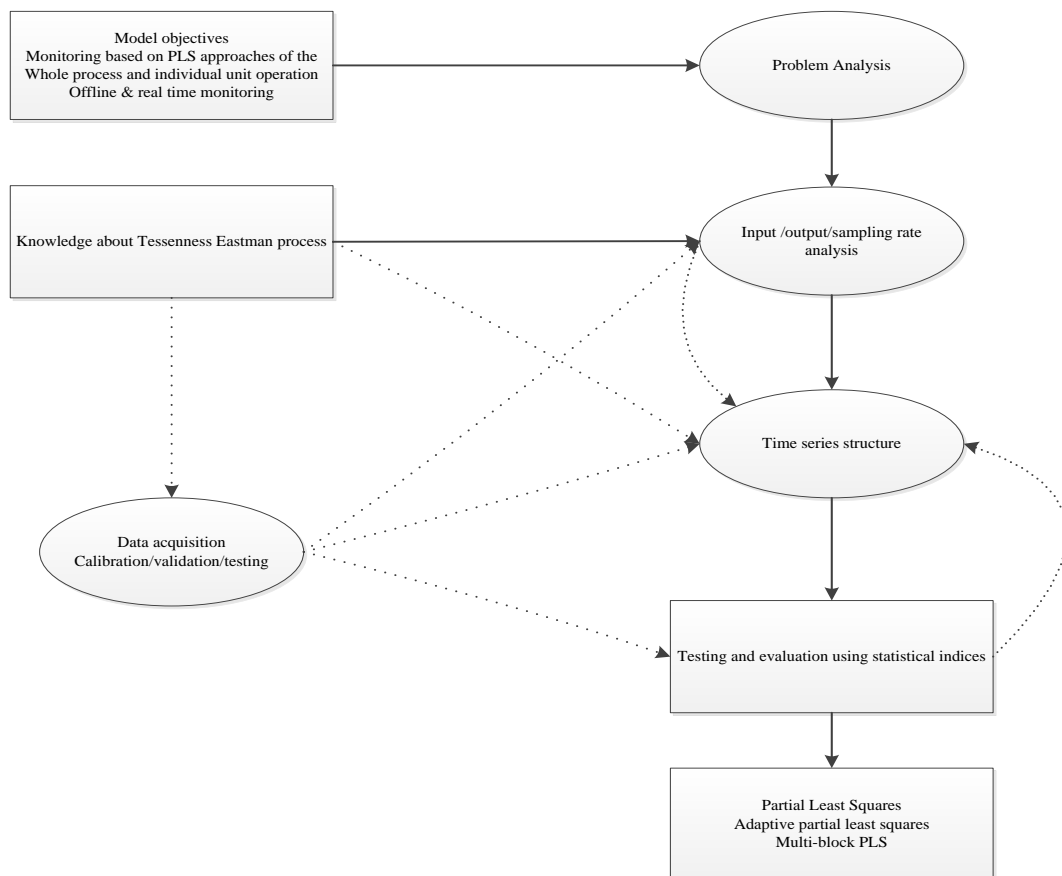 Model objectives
Monitoring based on PLS approaches of the
Whole process and individual unit operation
Offline & real time monitoring
Problem Analysis
Knowledge about Tessenness Eastman process
Input /output/sampling rate
analysis
Time series structure
Data acquisition
Calibration/validation/testing
Testing and evaluation using statistical indices
Partial Least Squares
Adaptive partial least squares
Multi-block PLS